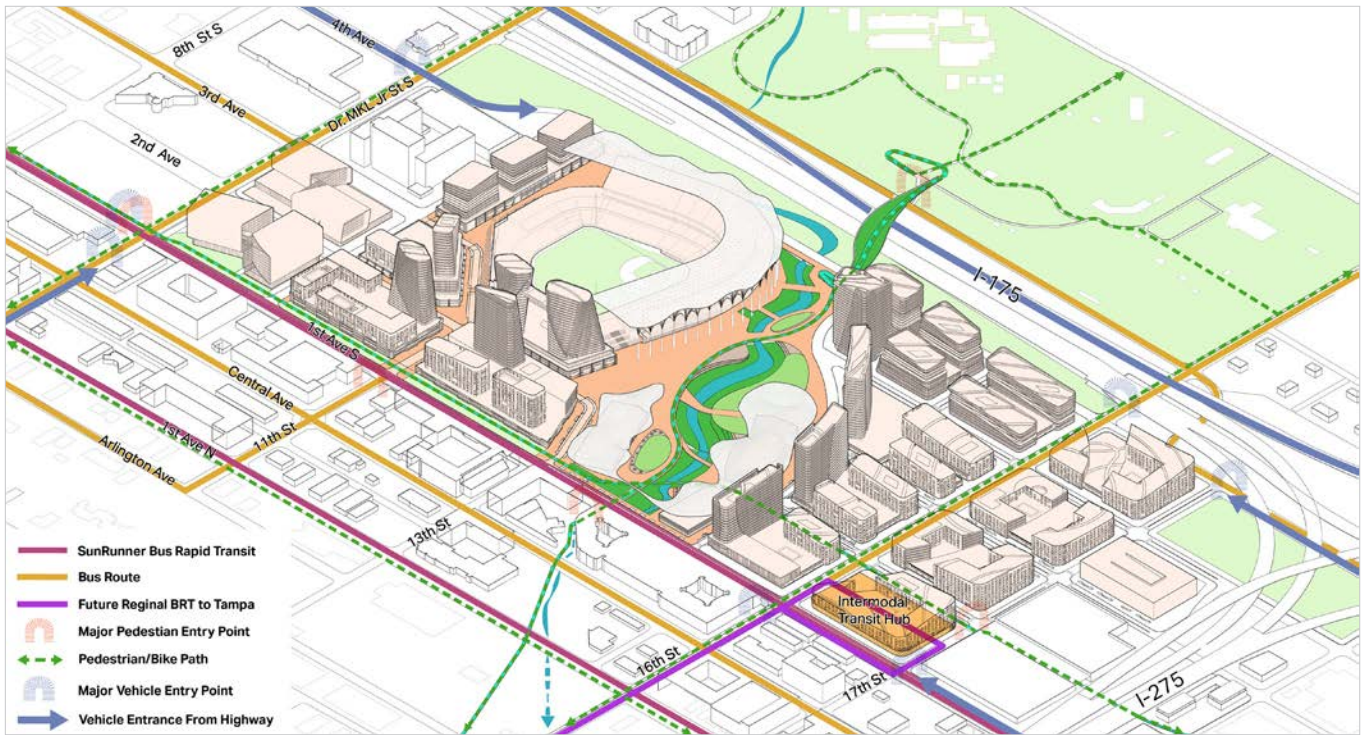 8th St S
4th Ave
3rd Ave
Dr. MKL Jr St S
2nd Ave
I-175
1st Ave S
Central Ave
1st Ave N
11th St
Arlington Ave
13th St
Intermodal
Transit Hub
16th St
17th St
I-275
SunRunner Bus Rapid Transit
Bus Route
Future Reginal BRT to Tampa
Major Pedestian Entry Point
Pedestrian/Bike Path
Major Vehicle Entry Point
Vehicle Entrance From Highway